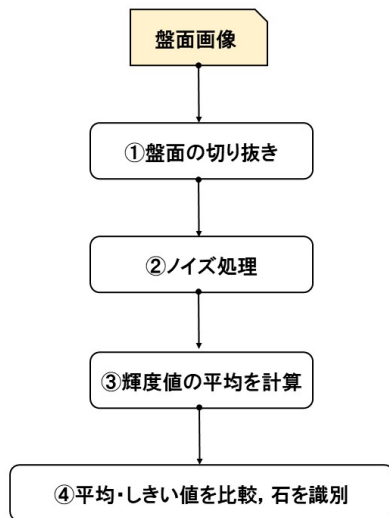 盤面画像
①盤面の切り抜き
②ノイズ処理
③輝度値の平均を計算
④平均・しきい値を比較, 石を識別